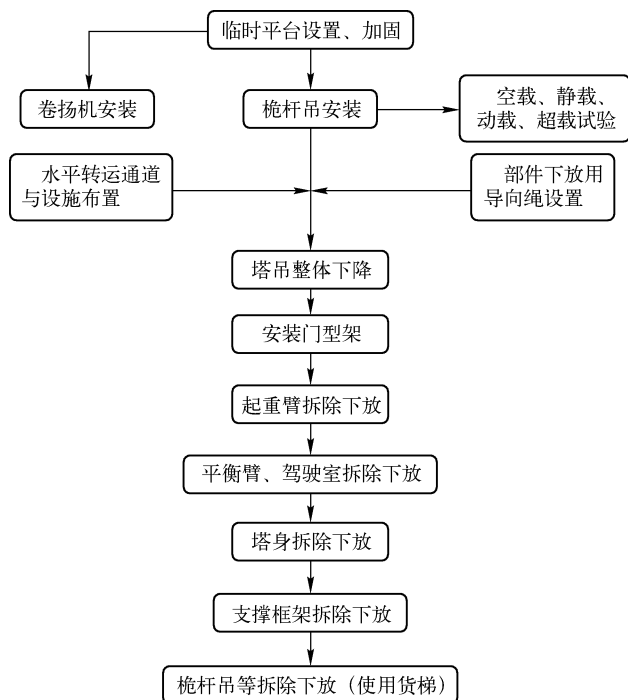 临时平台设置、加固
卷扬机安装
桅杆吊安装
空载、静载、
动载、超载试验
水平转运通道
与设施布置
部件下放用
导向绳设置
塔吊整体下降
安装门型架
起重臂拆除下放
平衡臂、驾驶室拆除下放
塔身拆除下放
支撑框架拆除下放
桅杆吊等拆除下放（使用货梯）